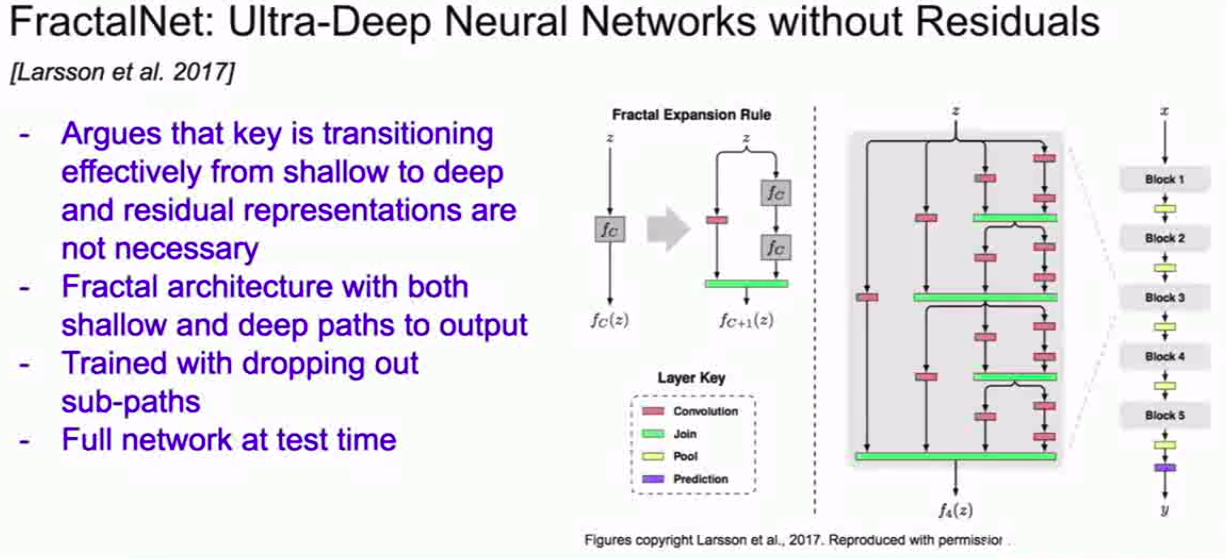 FractalNet: Ultra-Deep Neural Networks without Residuals
[Larsson et al. 2017]
- Argues that key is transitioning
effectively from shallow to deep
and residual representations are
not necessary
- Fractal architecture with both
shallow and deep paths to output
- Trained with dropping out
sub-paths
- Full network at test time
Fractal Expansion Rule
z
f_C
f_C(z)
z
f_C
f_C
f_{C+1}(z)
Layer Key
Convolution
Join
Pool
Prediction
z
f_4(z)
x
Block 1
Block 2
Block 3
Block 4
Block 5
y
Figures copyright Larsson et al., 2017. Reproduced with permission.